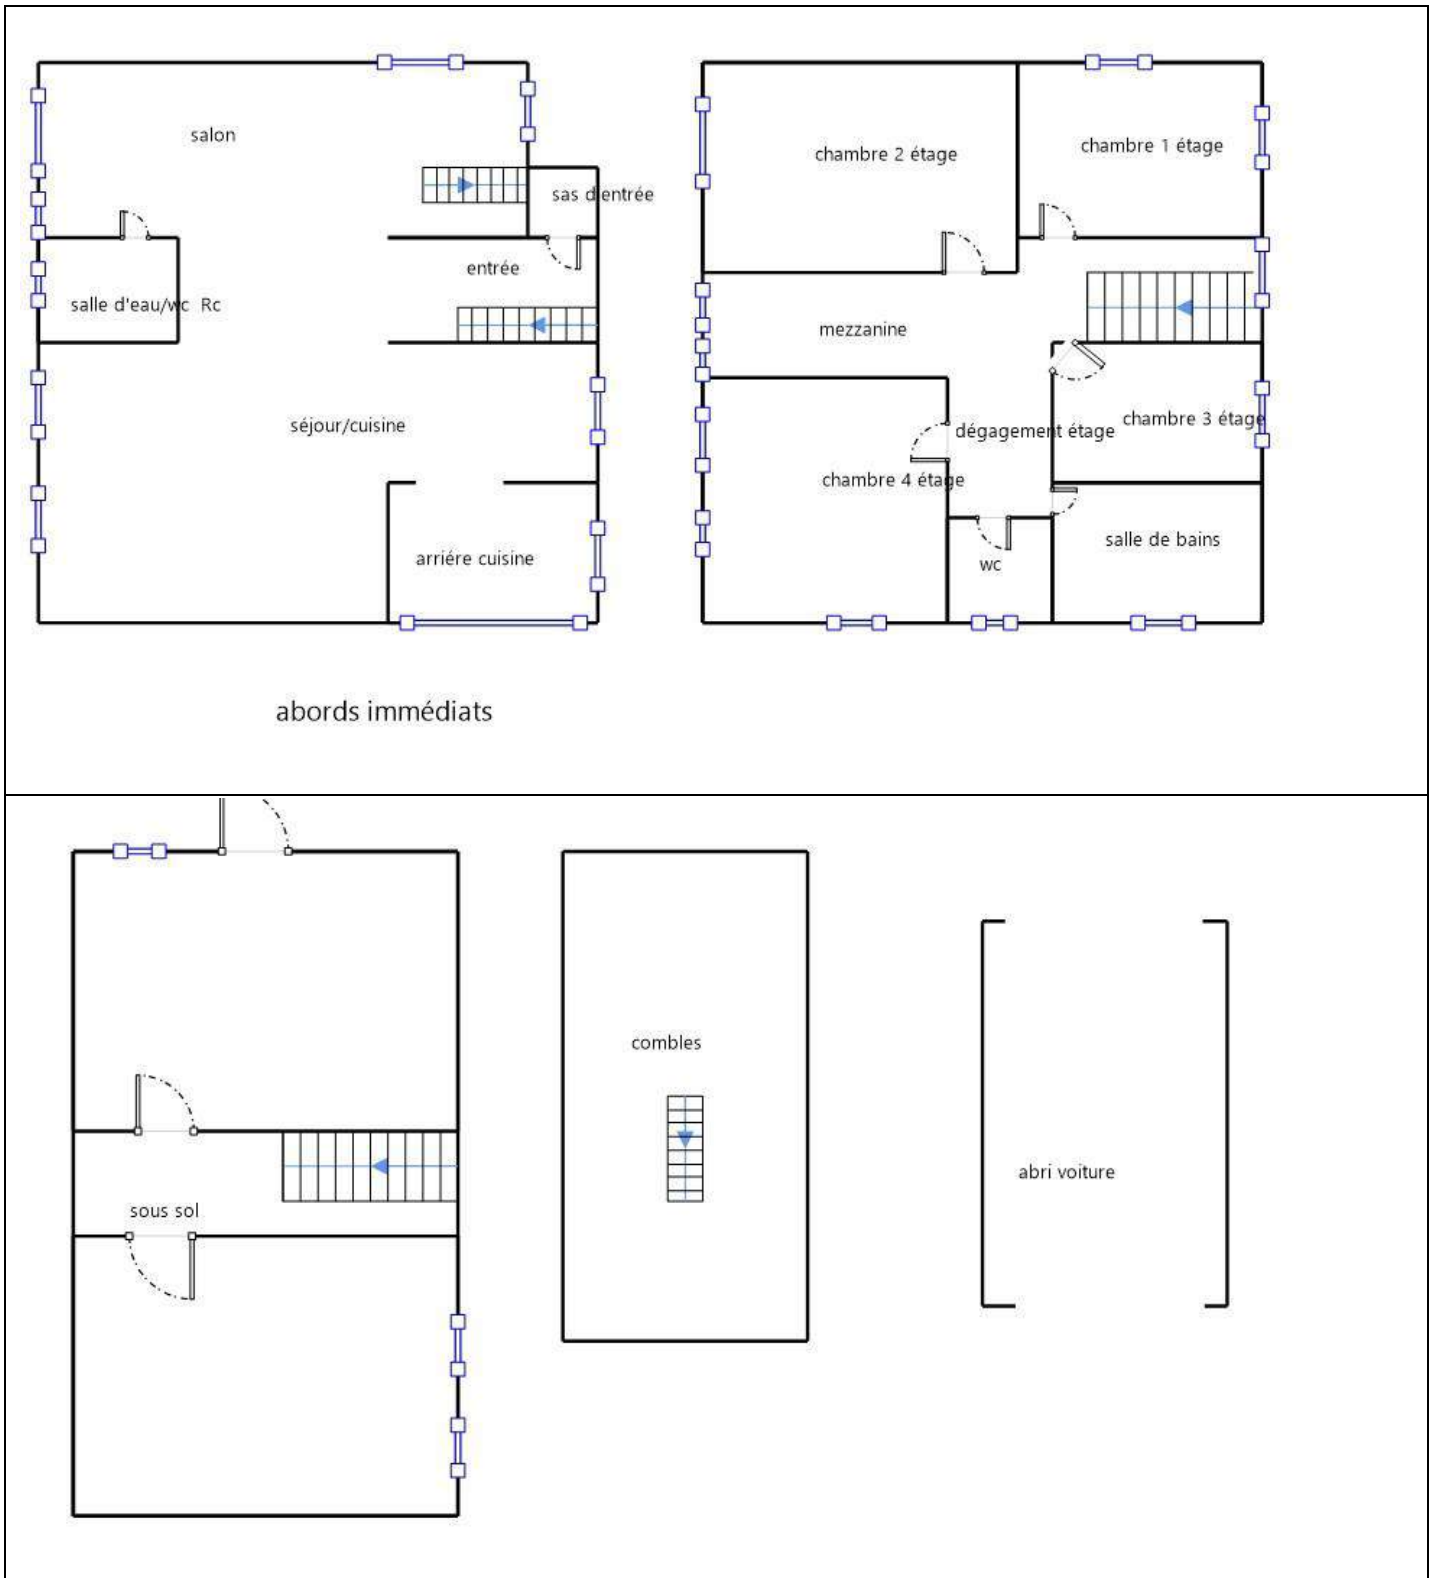 salon
sas d'entrée
entrée
salle d'eau/wc Rc
séjour/cuisine
arriére cuisine
abords immédiats
chambre 2 étage
chambre 1 étage
mezzanine
chambre 3 étage
dégagement étage
chambre 4 étage
salle de bains
wc
sous sol
combles
abri voiture